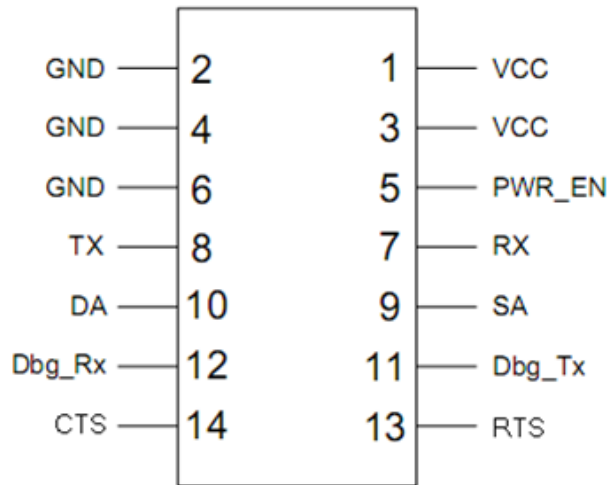 GND 2 1 VCC
GND 4 3 VCC
GND 6 5 PWR_EN
TX 8 7 RX
DA 10 9 SA
Dbg_Rx 12 11 Dbg_Tx
CTS 14 13 RTS